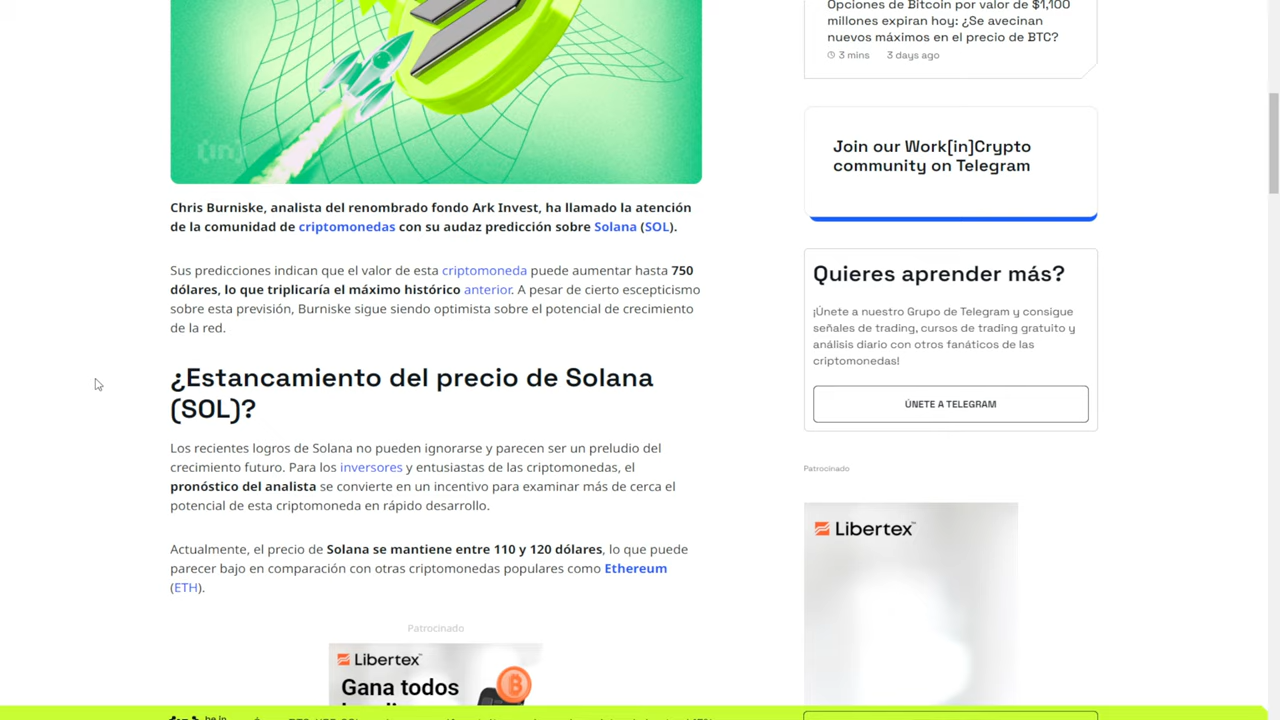 Chris Burniske, analista del renombrado fondo Ark Invest, ha llamado la atención
de la comunidad de criptomonedas con su audaz predicción sobre Solana (SOL).
Sus predicciones indican que el valor de esta criptomoneda puede aumentar hasta 750
dólares, lo que triplicaría el máximo histórico anterior. A pesar de cierto escepticismo
sobre esta previsión, Burniske sigue siendo optimista sobre el potencial de crecimiento
de la red.
¿Estancamiento del precio de Solana
(SOL)?
Los recientes logros de Solana no pueden ignorarse y parecen ser un preludio del
crecimiento futuro. Para los inversores y entusiastas de las criptomonedas, el
pronóstico del analista se convierte en un incentivo para examinar más de cerca el
potencial de esta criptomoneda en rápido desarrollo.
Actualmente, el precio de Solana se mantiene entre 110 y 120 dólares, lo que puede
parecer bajo en comparación con otras criptomonedas populares como Ethereum
(ETH).
Patrocinado
Libertex
Gana todos
Opciones de Bitcoin por valor de $1,100
millones expiran hoy: ¿Se avecinan
nuevos máximos en el precio de BTC?
3 mins 3 days ago
Join our Work[in]Crypto
community on Telegram
Quieres aprender más?
¡Únete a nuestro Grupo de Telegram y consigue
señales de trading, cursos de trading gratuito y
análisis diario con otros fanáticos de las
criptomonedas!
ÚNETE A TELEGRAM
Patrocinado
Libertex